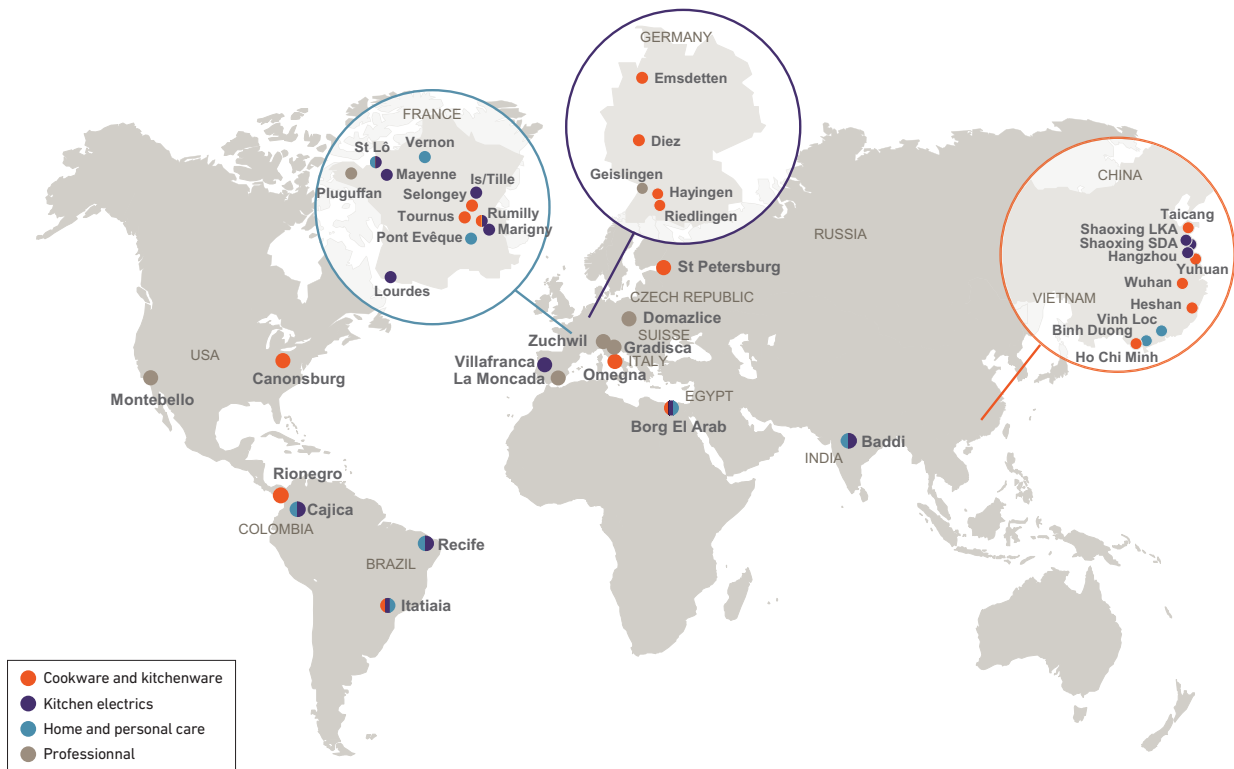 GERMANY
Emsdetten
Diez
Geislingen
Hayingen
Riedlingen
FRANCE
Vernon
St Lô
Mayenne
Is/Tille
Pluguffan
Selongey
Tournus
Rumilly
Marigny
Pont Evêque
Lourdes
CHINA
Taicang
Shaoxing LKA
Shaoxing SDA
Hangzhou
Yuhuan
Wuhan
VIETNAM
Heshan
Vinh Loc
Binh Duong
Ho Chi Minh
RUSSIA
St Petersburg
CZECH REPUBLIC
Domazlice
SUISSE
Zuchwil
Gradisca
ITALY
Villafranca
La Moncada
Omegna
USA
Canonsburg
Montebello
EGYPT
Borg El Arab
Baddi
INDIA
Rionegro
Cajica
COLOMBIA
Recife
BRAZIL
Itatiaia
Cookware and kitchenware
Kitchen electrics
Home and personal care
Professionnal